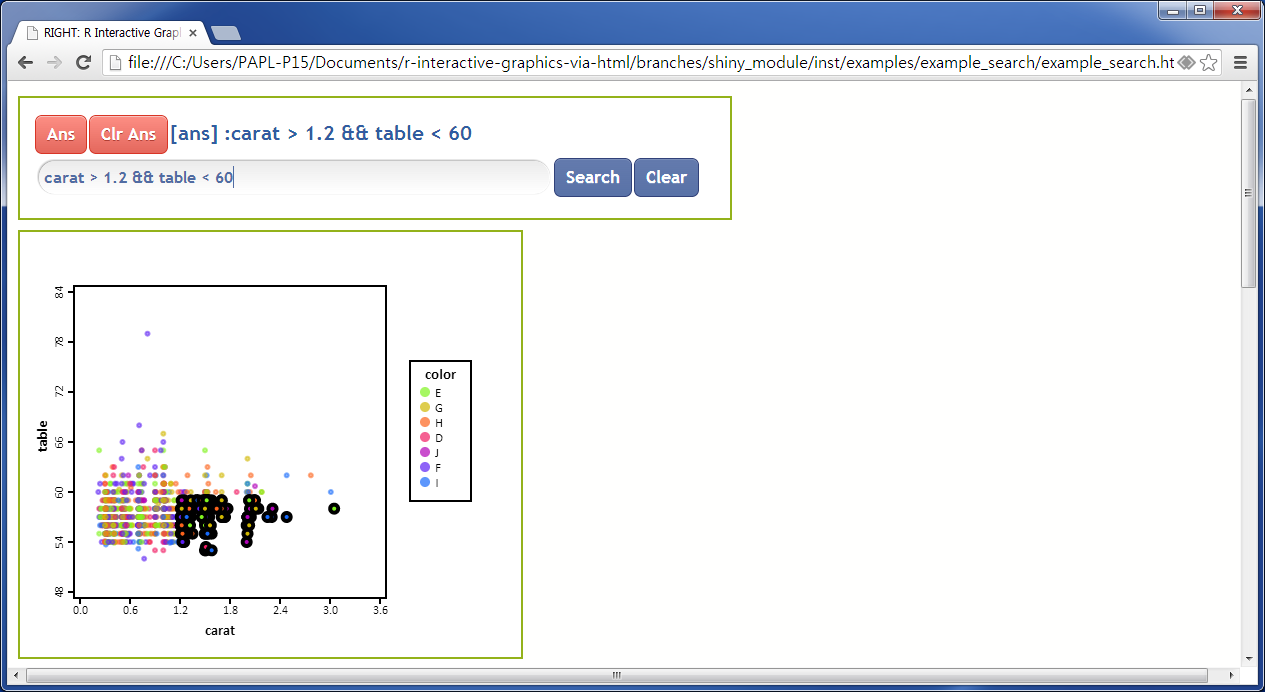 RIGHT: R Interactive Grap
file:///C:/Users/PAPL-P15/Documents/r-interactive-graphics-via-html/branches/shiny_module/inst/examples/example_search/example_search.ht
Ans Clr Ans [ans] :carat > 1.2 && table < 60
carat > 1.2 && table < 60 Search Clear
84
78
72
66
60
54
48
table
0.0 0.6 1.2 1.8 2.4 3.0 3.6
carat
color
E
G
H
D
J
F
I